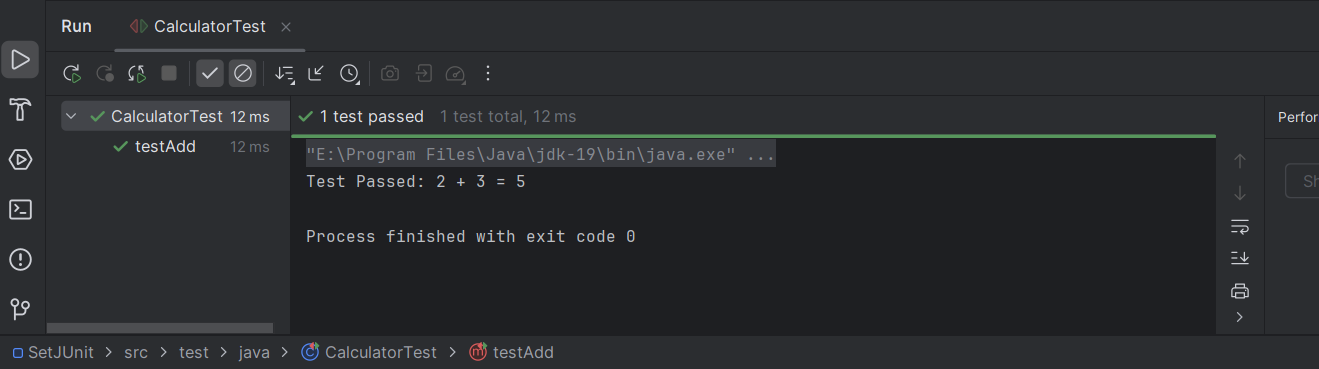 Run CalculatorTest
CalculatorTest 12 ms
testAdd 12 ms
1 test passed 1 test total, 12 ms
"E:\Program Files\Java\jdk-19\bin\java.exe" ...
Test Passed: 2 + 3 = 5
Process finished with exit code 0
Perfor
Sh
SetJUnit > src > test > java > CalculatorTest > testAdd